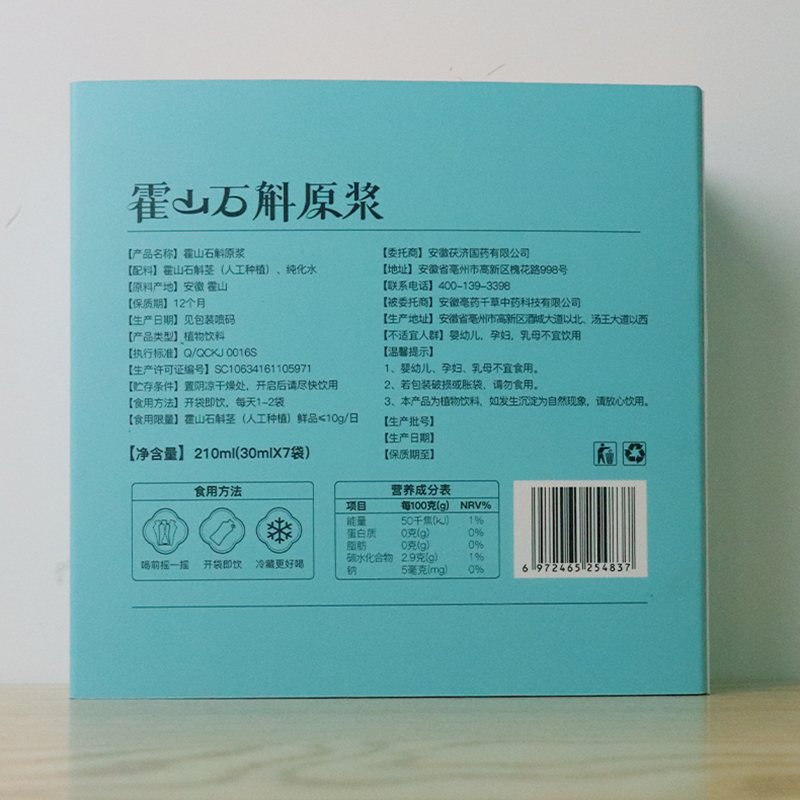 霍山石斛原浆
【产品名称】霍山石斛原浆
【配料】霍山石斛茎（人工种植）、纯化水
【原料产地】安徽 霍山
【保质期】12个月
【生产日期】见包装喷码
【产品类型】植物饮料
【执行标准】Q/QCKJ 0016S
【生产许可证编号】SC10634161105971
【贮存条件】置阴凉干燥处，开启后请尽快饮用
【食用方法】开袋即饮，每天1-2袋
【食用限量】霍山石斛茎（人工种植）鲜品≤10g/日
【净含量】210ml(30mlX7袋)
【委托商】安徽茯济国药有限公司
【地址】安徽省亳州市高新区槐花路998号
【联系电话】400-139-3398
【被委托商】安徽亳药千草中药科技有限公司
【生产地址】安徽省亳州市高新区酒城大道以北、汤王大道以西
【不适宜人群】婴幼儿，孕妇，乳母不宜饮用
【温馨提示】
1、婴幼儿、孕妇、乳母不宜食用。
2、若包装破损或胀袋、请勿食用。
3、本产品为植物饮料，如发生沉淀为自然现象，请放心饮用。
【生产批号】
【生产日期】
【保质期至】
食用方法
喝前摇一摇 开袋即饮 冷藏更好喝
营养成分表
项目 每100克(g) NRV%
能量 50千焦(kJ) 1%
蛋白质 0克(g) 0%
脂肪 0克(g) 0%
碳水化合物 2.9克(g) 1%
钠 5毫克(mg) 0%
6 972465 254837